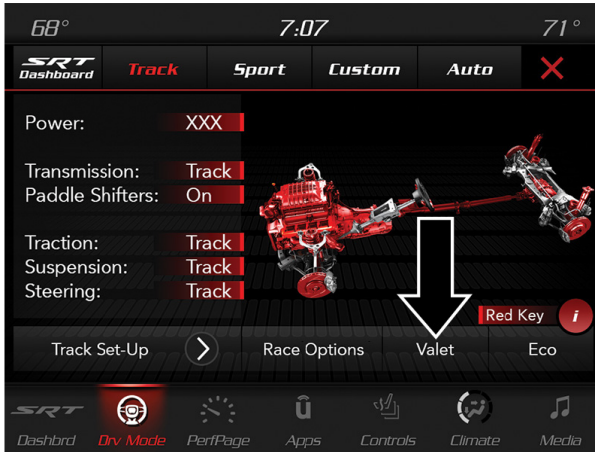 68° 7:07 71°
SRT Dashboard Track Sport Custom Auto X
Power: XXX
Transmission: Track
Paddle Shifters: On
Traction: Track
Suspension: Track
Steering: Track
Red Key i
Track Set-Up Race Options Valet Eco
SRT û
Dashbrd Drv Mode PerfPage Apps Controls Climate Media